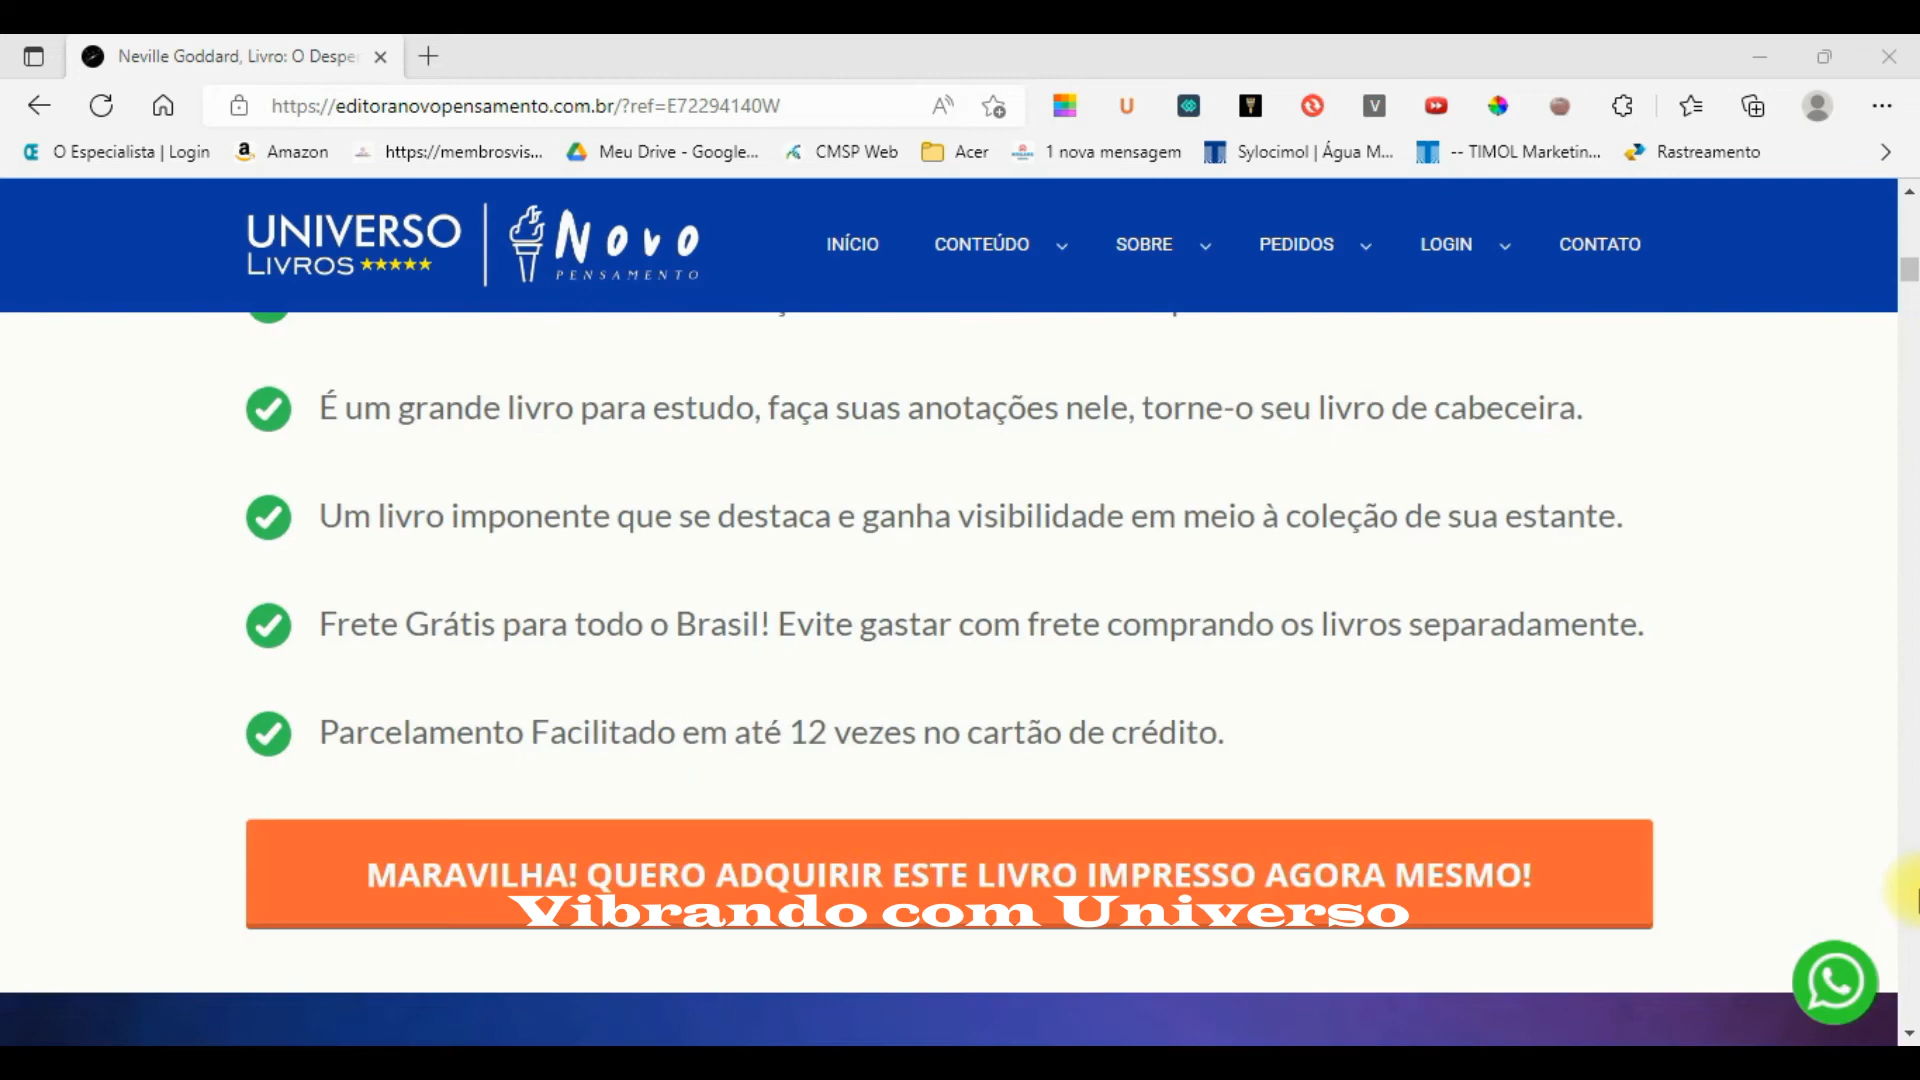 Neville Goddard, Livro: O Despe
https://editoranovopensamento.com.br/?ref=E72294140W
O Especialista | Login
Amazon
https://membrosvis...
Meu Drive - Google...
CMSP Web
Acer
1 nova mensagem
Sylocimol | Água M...
-- TIMOL Marketin...
Rastreamento
UNIVERSO
LIVROS
Novo
PENSAMENTO
INÍCIO
CONTEÚDO
SOBRE
PEDIDOS
LOGIN
CONTATO
É um grande livro para estudo, faça suas anotações nele, torne-o seu livro de cabeceira.
Um livro imponente que se destaca e ganha visibilidade em meio à coleção de sua estante.
Frete Grátis para todo o Brasil! Evite gastar com frete comprando os livros separadamente.
Parcelamento Facilitado em até 12 vezes no cartão de crédito.
MARAVILHA! QUERO ADQUIRIR ESTE LIVRO IMPRESSO AGORA MESMO!
Vibrando com Universo